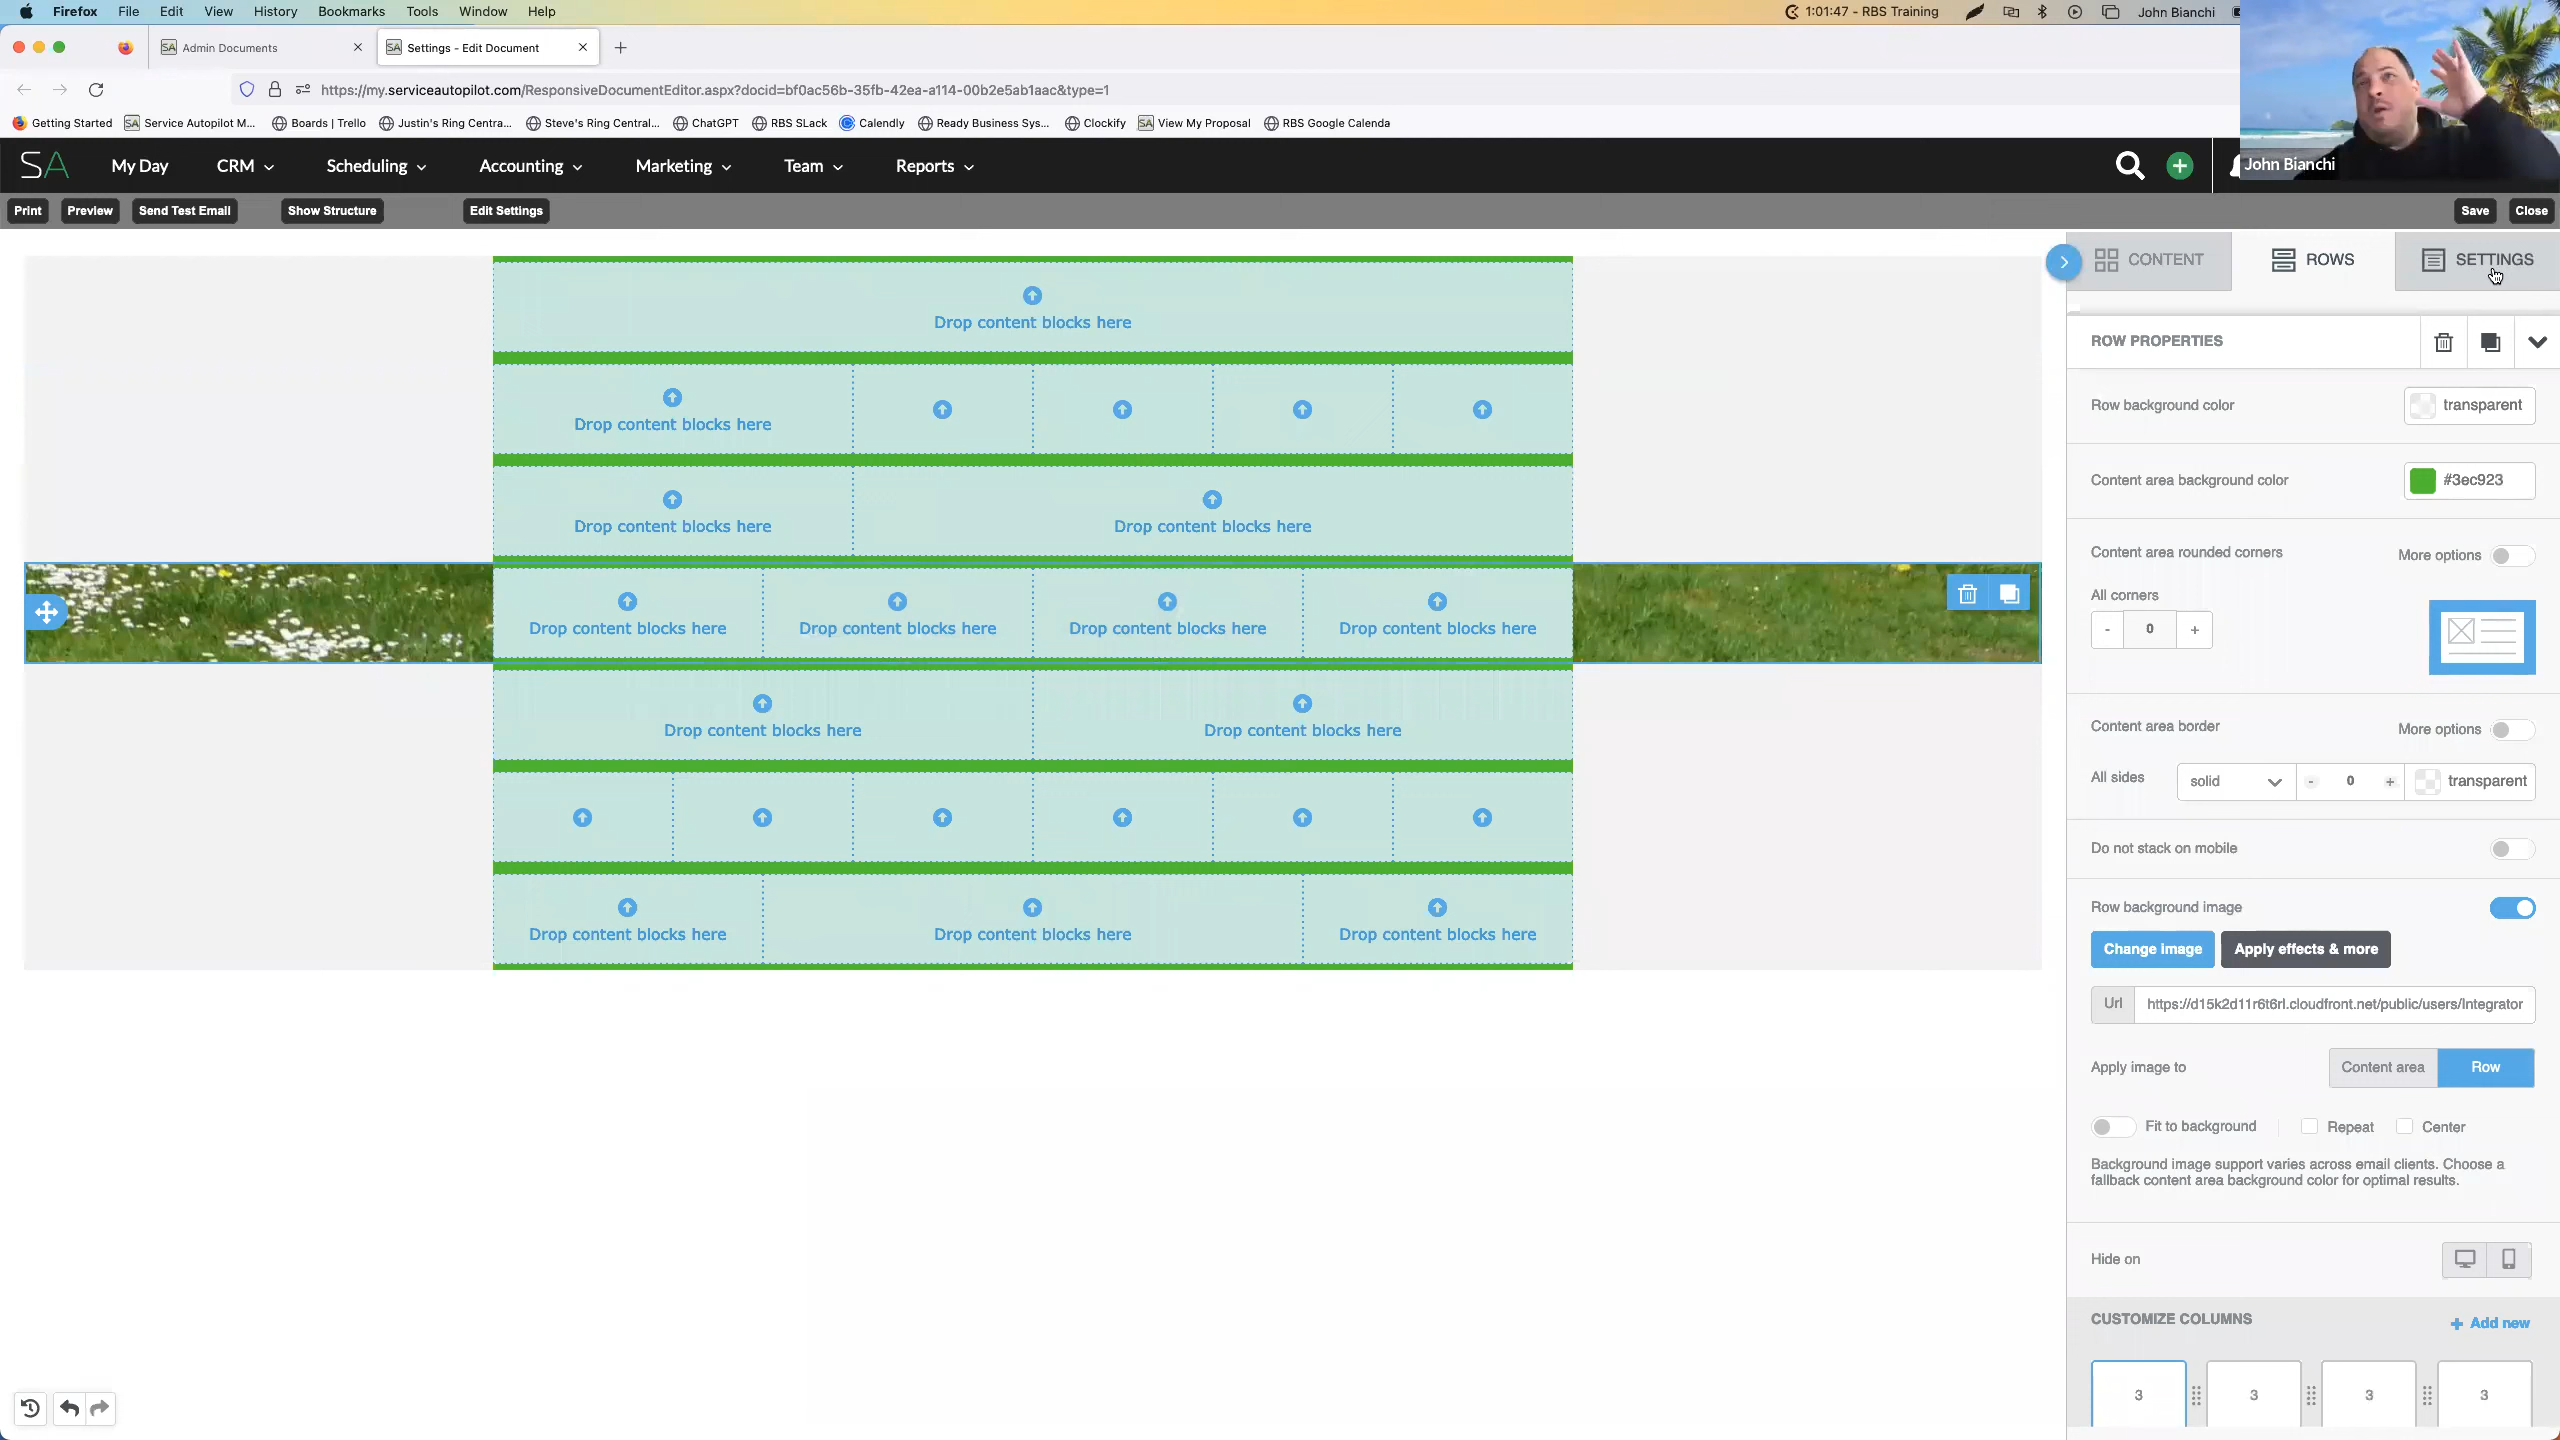 Firefox File Edit View History Bookmarks Tools Window Help 1:01:47 - RBS Training John Bianchi
SA Admin Documents SA Settings - Edit Document
https://my.serviceautopilot.com/ResponsiveDocumentEditor.aspx?docid=bf0ac56b-35fb-42ea-a114-00b2e5ab1aac&type=1
Getting Started SA Service Autopilot M... Boards | Trello Justin's Ring Centra... Steve's Ring Central... ChatGPT RBS SLack Calendly Ready Business Sys... Clockify SA View My Proposal RBS Google Calenda
SA My Day CRM Scheduling Accounting Marketing Team Reports John Bianchi
Print Preview Send Test Email Show Structure Edit Settings Save Close
CONTENT ROWS SETTINGS
Drop content blocks here
Drop content blocks here
Drop content blocks here Drop content blocks here
Drop content blocks here Drop content blocks here Drop content blocks here Drop content blocks here
Drop content blocks here Drop content blocks here
Drop content blocks here Drop content blocks here Drop content blocks here
ROW PROPERTIES
Row background color transparent
Content area background color #3ec923
Content area rounded corners More options
All corners
- 0 +
Content area border More options
All sides solid - 0 + transparent
Do not stack on mobile
Row background image
Change image Apply effects & more
Url https://d15k2d11r6t6rl.cloudfront.net/public/users/Integrator
Apply image to Content area Row
Fit to background Repeat Center
Background image support varies across email clients. Choose a
fallback content area background color for optimal results.
Hide on
CUSTOMIZE COLUMNS + Add new
3 3 3 3